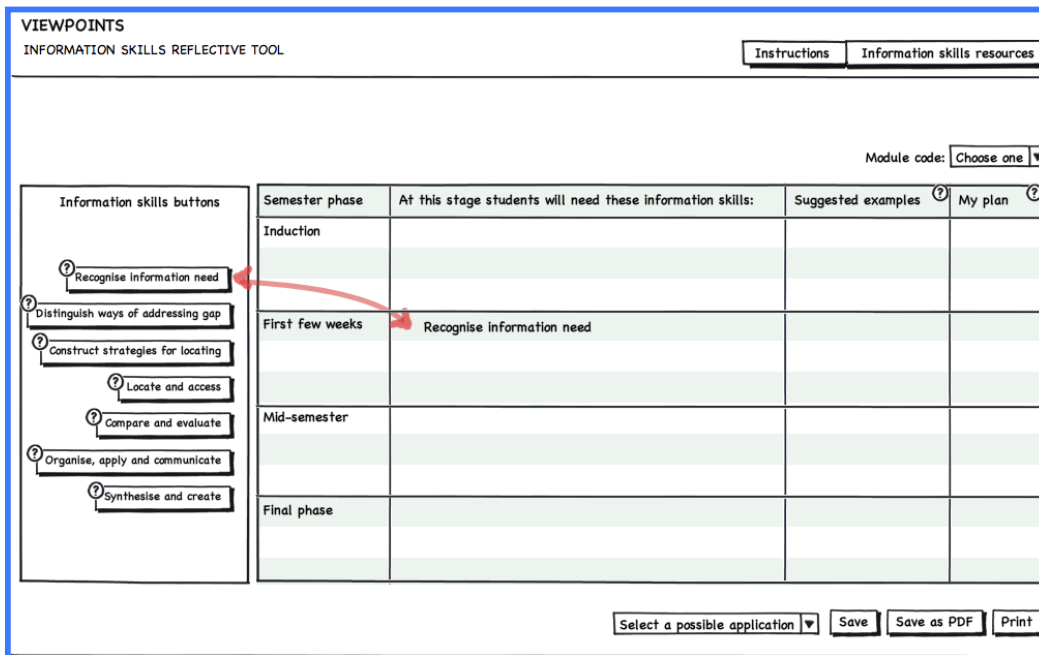 VIEWPOINTS
INFORMATION SKILLS REFLECTIVE TOOL
Instructions
Information skills resources
Module code: Choose one
Information skills buttons
? Recognise information need
? Distinguish ways of addressing gap
? Construct strategies for locating
? Locate and access
? Compare and evaluate
? Organise, apply and communicate
? Synthesise and create
Semester phase
At this stage students will need these information skills:
Suggested examples ?
My plan ?
Induction
First few weeks
Recognise information need
Mid-semester
Final phase
Select a possible application
Save
Save as PDF
Print